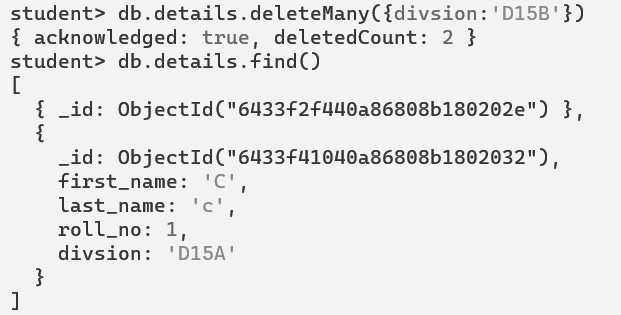 student> db.details.deleteMany({divsion:'D15B'})
{ acknowledged: true, deletedCount: 2 }
student> db.details.find()
[
  { _id: ObjectId("6433f2f440a86808b180202e") },
  {
    _id: ObjectId("6433f41040a86808b1802032"),
    first_name: 'C',
    last_name: 'c',
    roll_no: 1,
    divsion: 'D15A'
  }
]